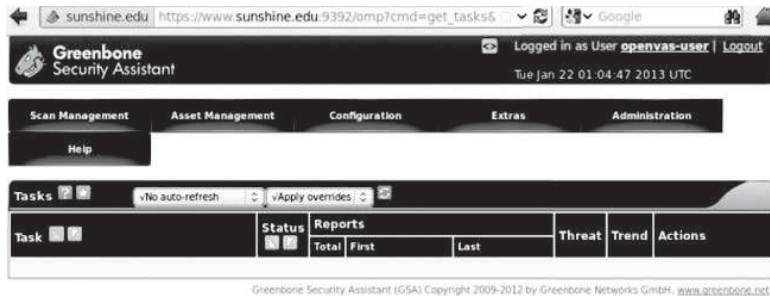 sunshine.edu https://www.sunshine.edu:9392/omp?cmd=get_tasks& Google
Greenbone
Security Assistant
Logged in as User openvas-user | Logout
Tue Jan 22 01:04:47 2013 UTC
Scan Management Asset Management Configuration Extras Administration
Help
Tasks ? √No auto-refresh √Apply overrides
Task Status Reports Threat Trend Actions
Total First Last
Greenbone Security Assistant (GSA) Copyright 2009-2012 by Greenbone Networks GmbH, www.greenbone.net